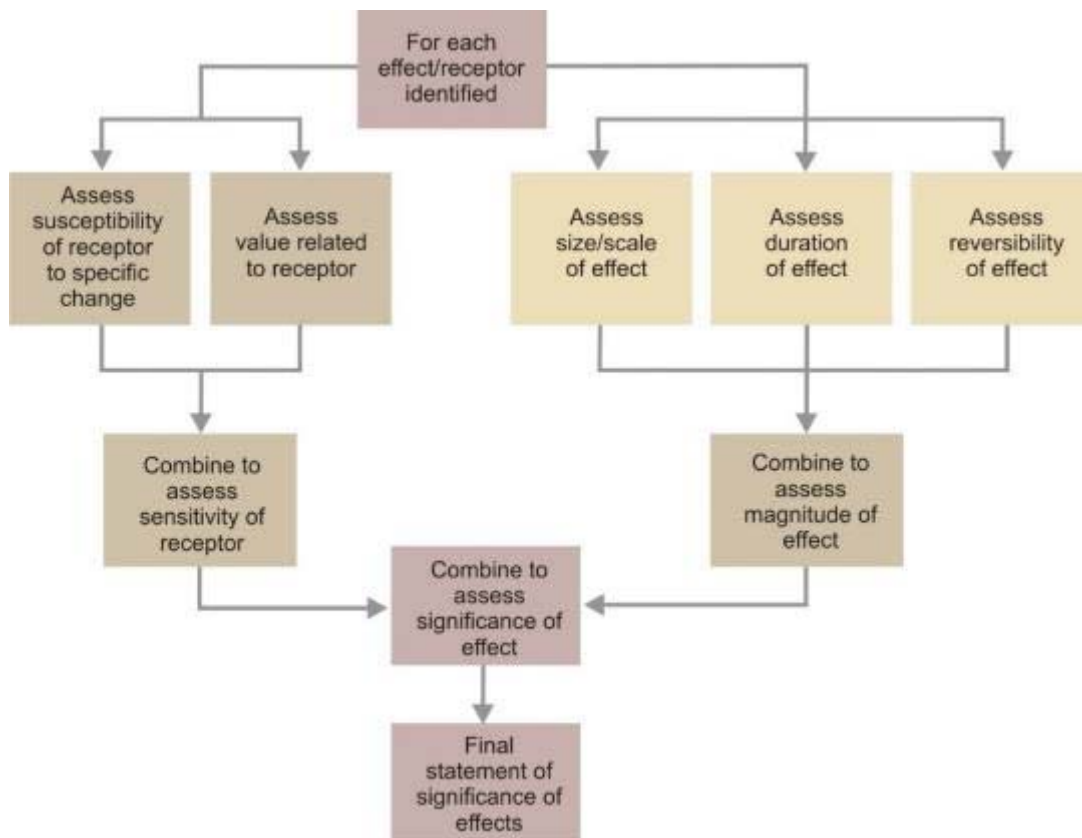 For each
effect/receptor
identified
Assess
susceptibility
of receptor
to specific
change
Assess
value related
to receptor
Assess
size/scale
of effect
Assess
duration
of effect
Assess
reversibility
of effect
Combine to
assess
sensitivity of
receptor
Combine to
assess
magnitude of
effect
Combine to
assess
significance of
effect
Final
statement of
significance of
effects